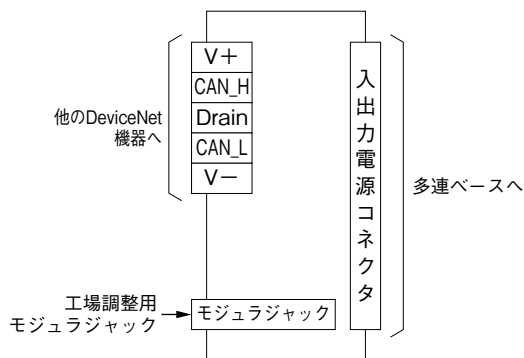 V+
CAN_H
Drain
CAN_L
V−
他のDeviceNet
機器へ
入出力電源コネクタ
多連ベースへ
工場調整用
モジュラジャック
モジュラジャック